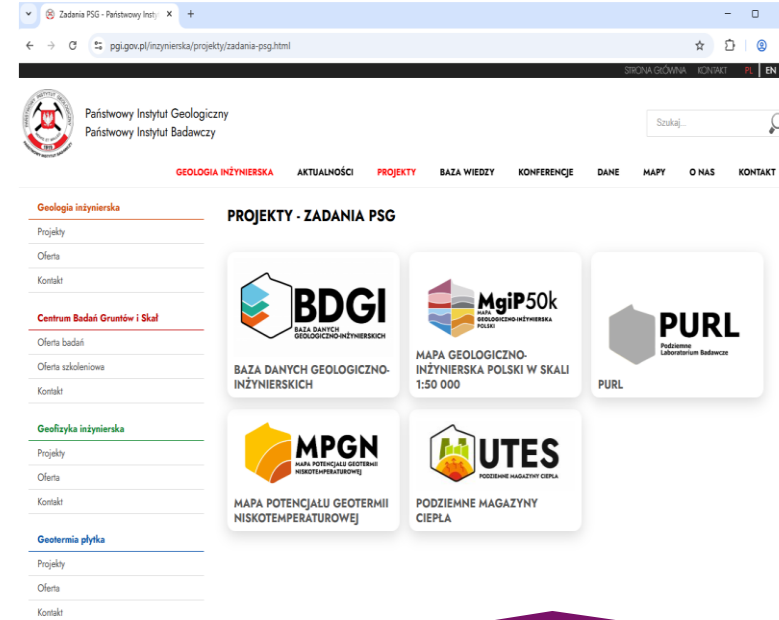 Zadania PSG - Państwowy Insty
pgi.gov.pl/inzynierska/projekty/zadania-psg.html
STRONA GŁÓWNA KONTAKT PL EN
Państwowy Instytut Geologiczny
Państwowy Instytut Badawczy
Szukaj...
GEOLOGIA INŻYNIERSKA AKTUALNOŚCI PROJEKTY BAZA WIEDZY KONFERENCJE DANE MAPY O NAS KONTAKT
Geologia inżynierska
Projekty
Oferta
Kontakt
Centrum Badań Gruntów i Skał
Oferta badań
Oferta szkoleniowa
Kontakt
Geofizyka inżynierska
Projekty
Oferta
Kontakt
Geotermia płytka
Projekty
Oferta
Kontakt
PROJEKTY - ZADANIA PSG
BDGI
BAZA DANYCH
GEOLOGICZNO-INŻYNIERSKICH
BAZA DANYCH GEOLOGICZNO-
INŻYNIERSKICH
MgiP50k
MAPA
GEOLOGICZNO-INŻYNIERSKA
POLSKI
MAPA GEOLOGICZNO-
INŻYNIERSKA POLSKI W SKALI
1:50 000
PURL
Podziemne
Laboratorium Badawcze
PURL
MPGN
MAPA POTENCJAŁU GEOTERMII
NISKOTEMPERATUROWEJ
MAPA POTENCJAŁU GEOTERMII
NISKOTEMPERATUROWEJ
UTES
PODZIEMNE MAGAZYNY CIEPŁA
PODZIEMNE MAGAZYNY
CIEPŁA